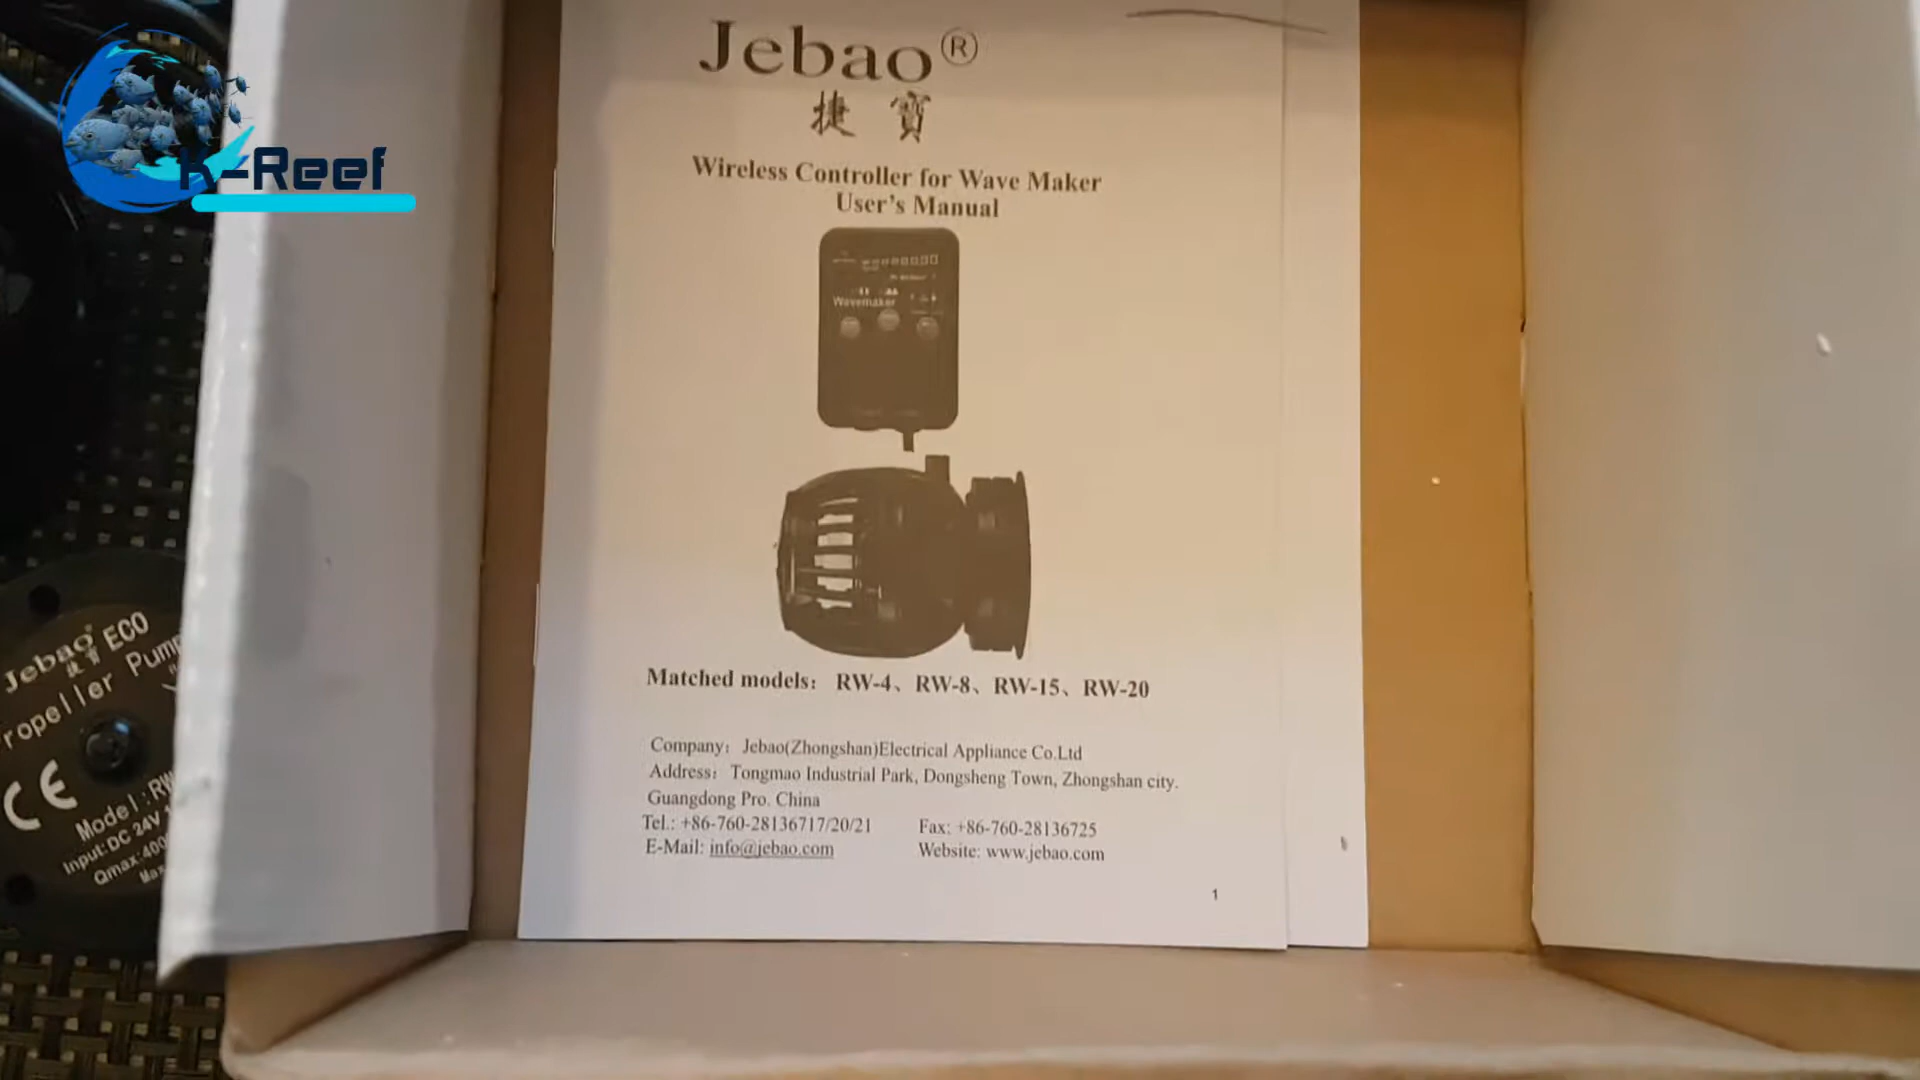 K-Reef
Jebao®
捷寶
Wireless Controller for Wave Maker
User's Manual
Wavemaker
Matched models： RW-4、RW-8、RW-15、RW-20
Company： Jebao(Zhongshan)Electrical Appliance Co.Ltd
Address： Tongmao Industrial Park, Dongsheng Town, Zhongshan city.
Guangdong Pro. China
Tel.: +86-760-28136717/20/21 Fax: +86-760-28136725
E-Mail: info@jebao.com Website: www.jebao.com
1
Jebao® ECO
捷寶
Propeller Pump
CE
Model:RW
Input:DC 24V
Qmax:400
Max